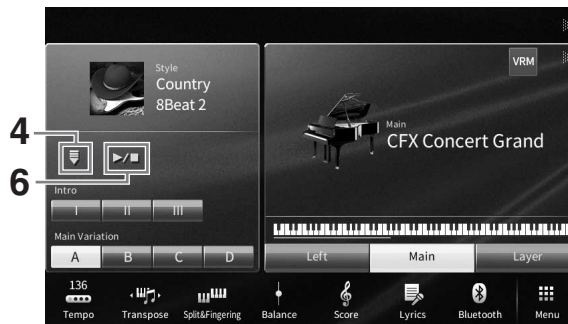 Style
Country
8Beat 2
4
6
Intro
I II III
Main Variation
A B C D
VRM
Main
CFX Concert Grand
Left Main Layer
136
Tempo Transpose Split&Fingering Balance Score Lyrics Bluetooth Menu